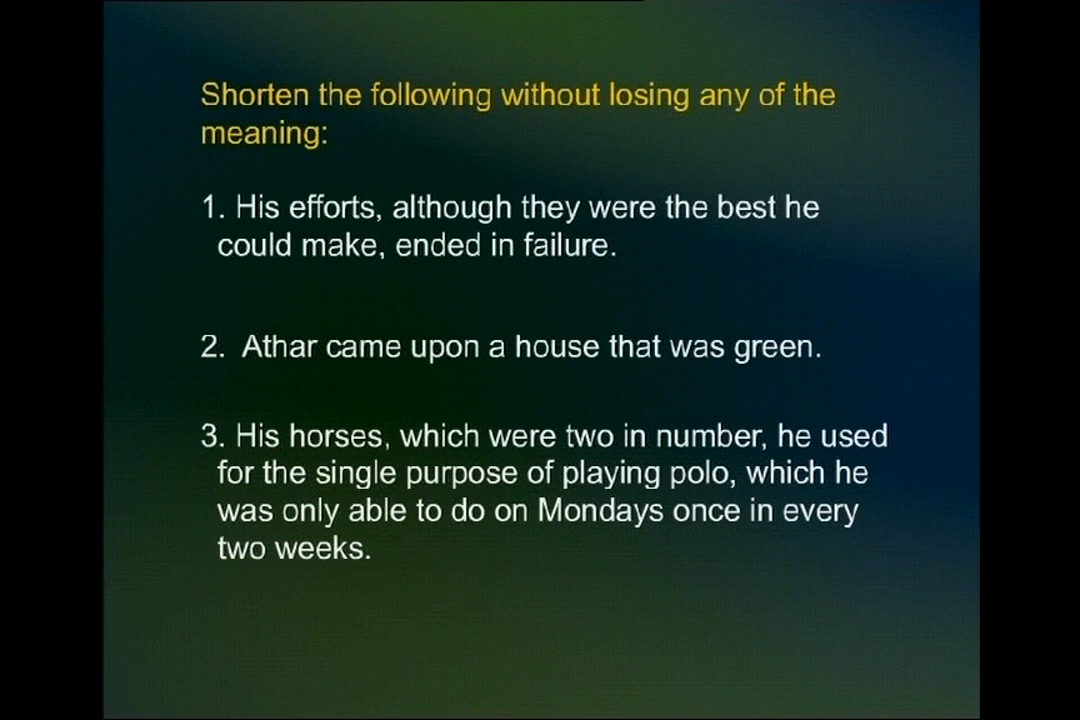 Shorten the following without losing any of the
meaning:
1. His efforts, although they were the best he
could make, ended in failure.
2. Athar came upon a house that was green.
3. His horses, which were two in number, he used
for the single purpose of playing polo, which he
was only able to do on Mondays once in every
two weeks.